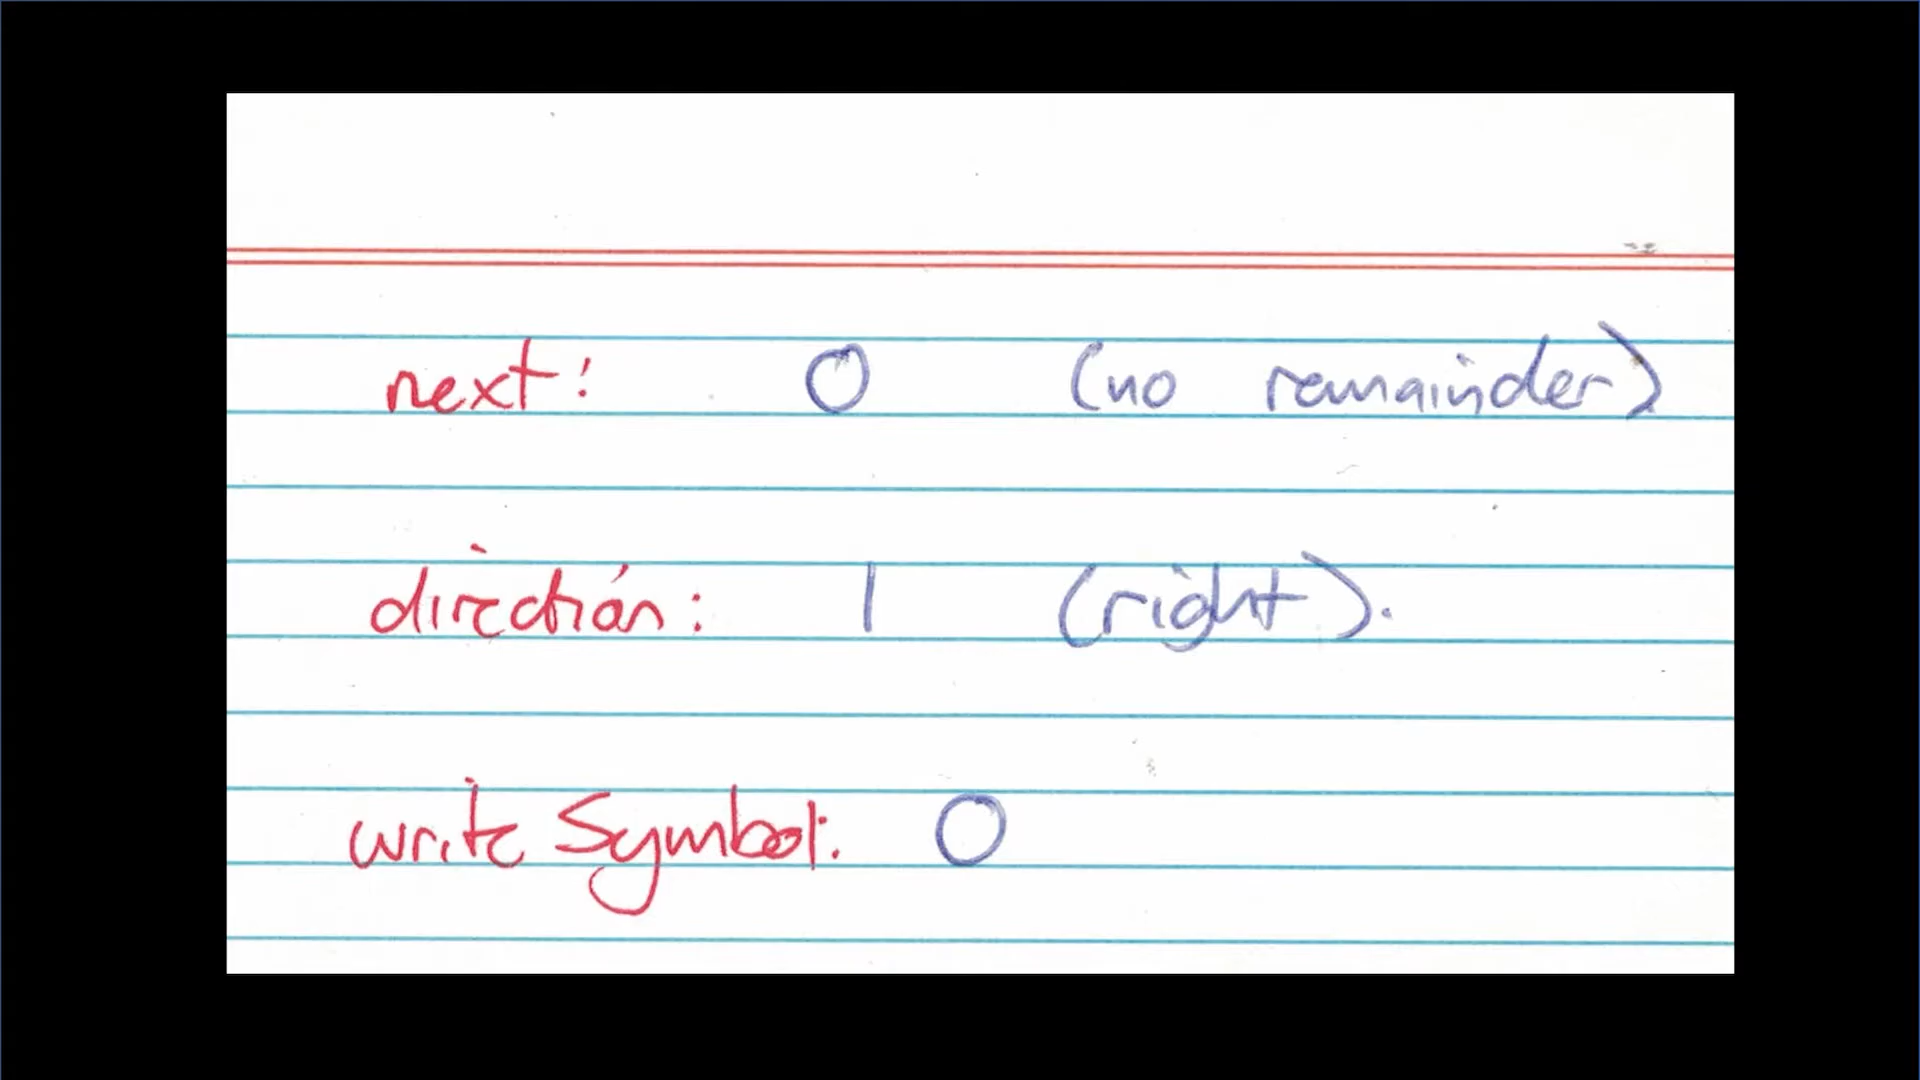 next: 0 (no remainder)
direction: 1 (right).
write Symbol: 0